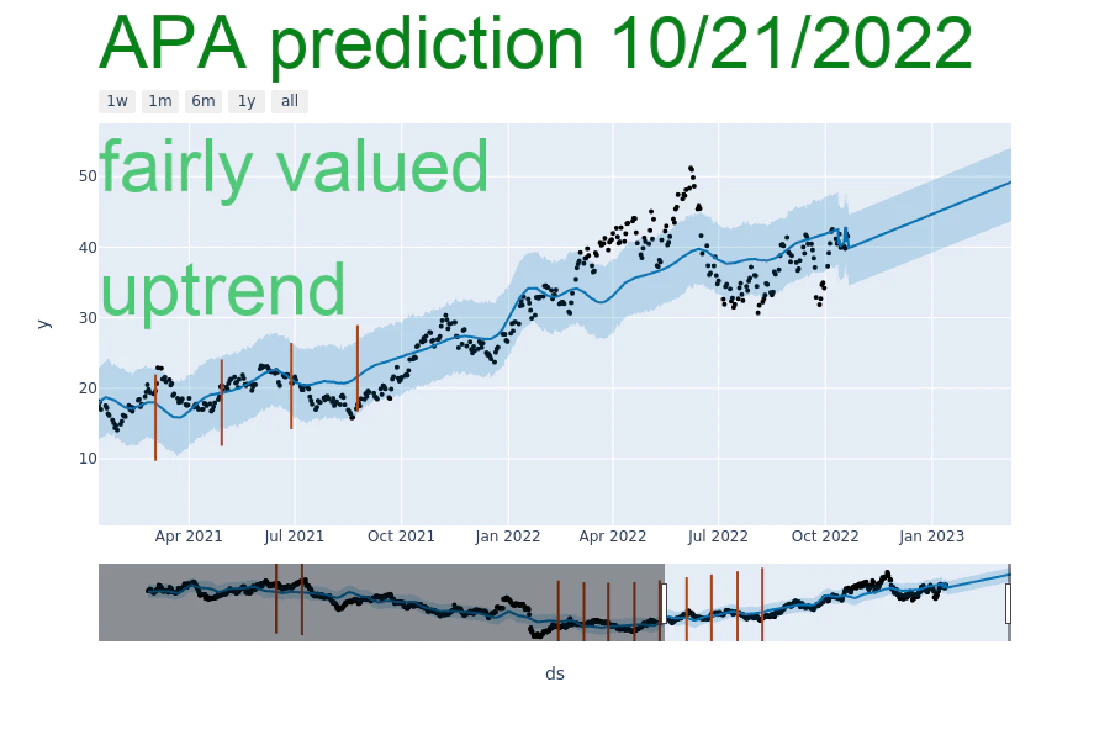 APA prediction 10/21/2022
1w 1m 6m 1y all
fairly valued
uptrend
50
40
30
20
10
y
Apr 2021 Jul 2021 Oct 2021 Jan 2022 Apr 2022 Jul 2022 Oct 2022 Jan 2023
ds